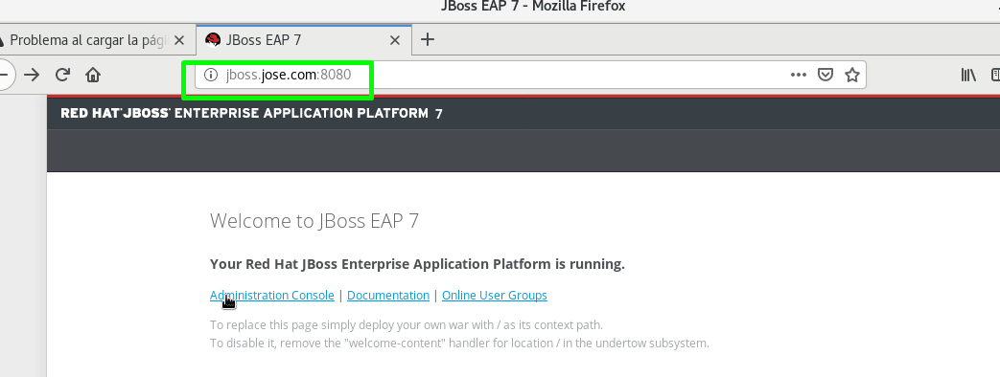 JBoss EAP 7 - Mozilla Firefox
Problema al cargar la pági
JBoss EAP 7
jboss.jose.com:8080
RED HAT JBOSS ENTERPRISE APPLICATION PLATFORM 7
Welcome to JBoss EAP 7
Your Red Hat JBoss Enterprise Application Platform is running.
Administration Console | Documentation | Online User Groups
To replace this page simply deploy your own war with / as its context path.
To disable it, remove the "welcome-content" handler for location / in the undertow subsystem.